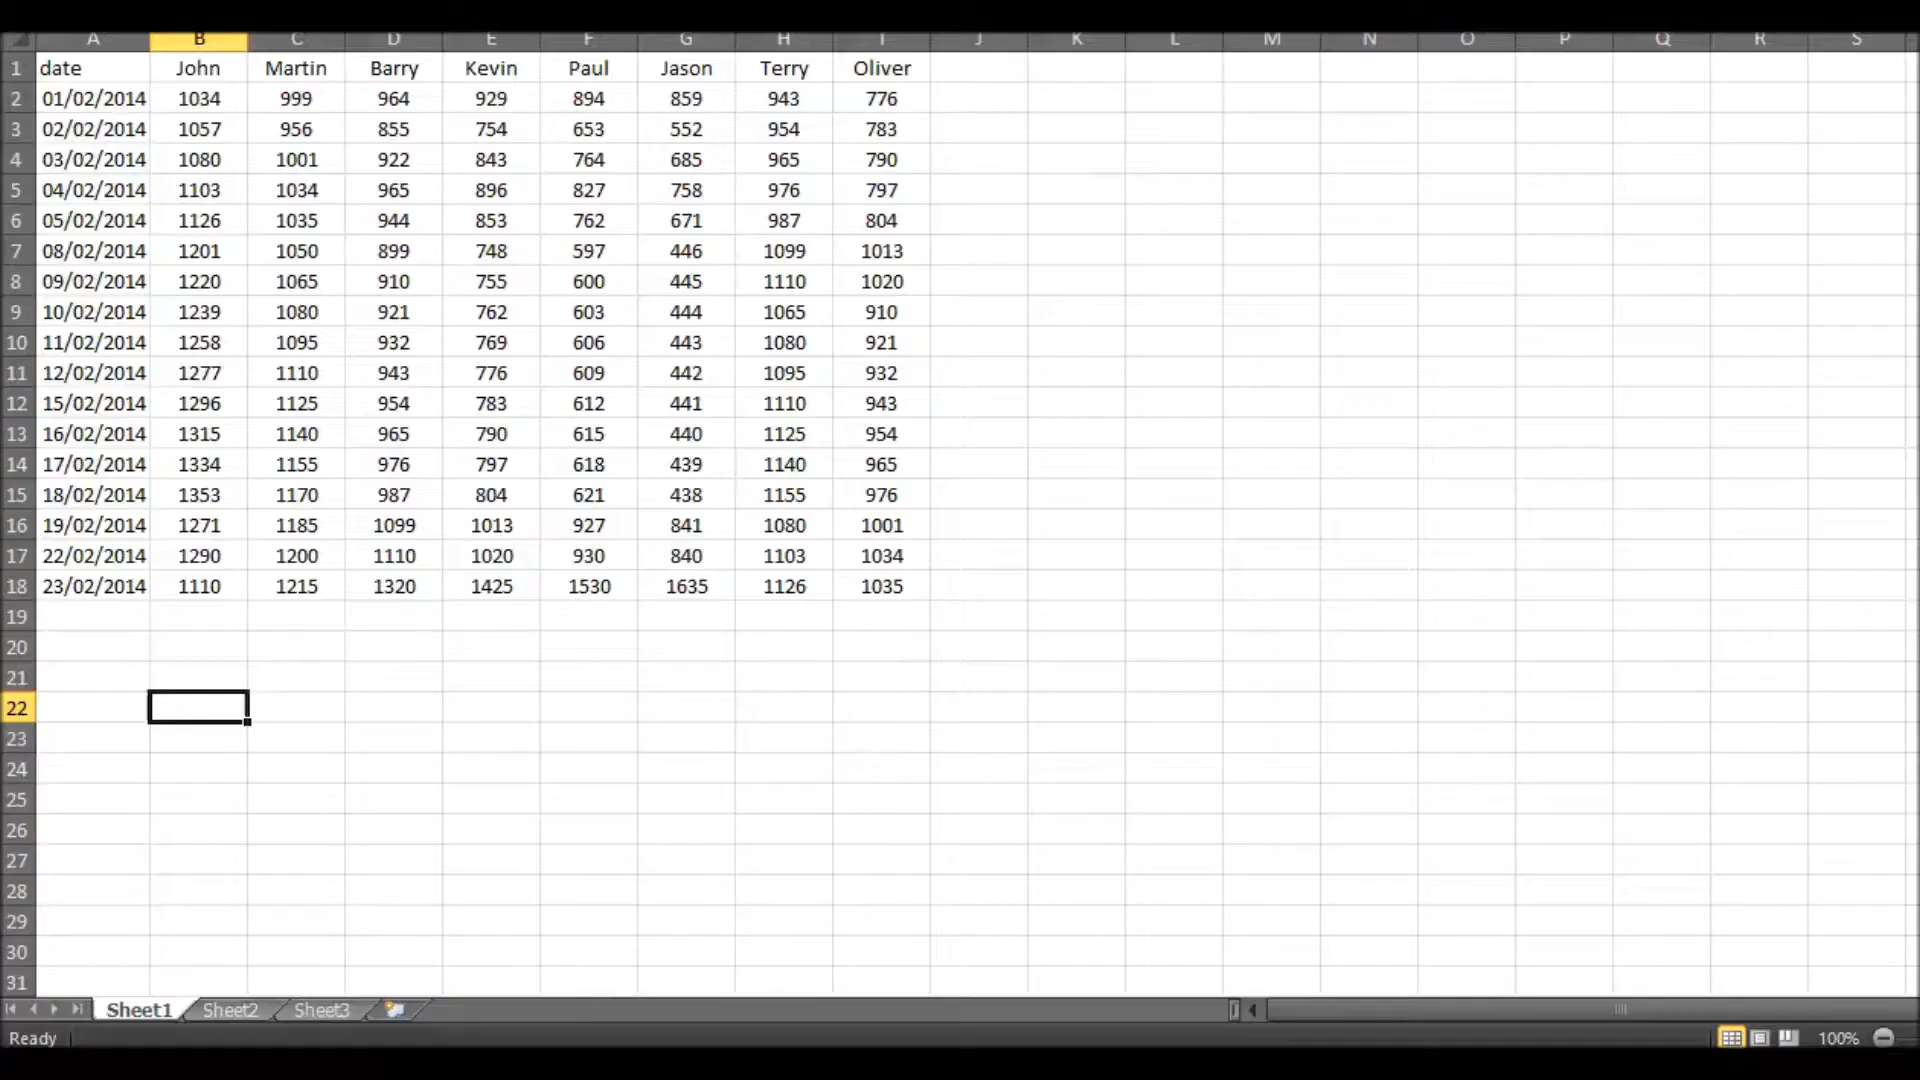 A B C D E F G H I J K L M N O P Q R S
1 date John Martin Barry Kevin Paul Jason Terry Oliver
2 01/02/2014 1034 999 964 929 894 859 943 776
3 02/02/2014 1057 956 855 754 653 552 954 783
4 03/02/2014 1080 1001 922 843 764 685 965 790
5 04/02/2014 1103 1034 965 896 827 758 976 797
6 05/02/2014 1126 1035 944 853 762 671 987 804
7 08/02/2014 1201 1050 899 748 597 446 1099 1013
8 09/02/2014 1220 1065 910 755 600 445 1110 1020
9 10/02/2014 1239 1080 921 762 603 444 1065 910
10 11/02/2014 1258 1095 932 769 606 443 1080 921
11 12/02/2014 1277 1110 943 776 609 442 1095 932
12 15/02/2014 1296 1125 954 783 612 441 1110 943
13 16/02/2014 1315 1140 965 790 615 440 1125 954
14 17/02/2014 1334 1155 976 797 618 439 1140 965
15 18/02/2014 1353 1170 987 804 621 438 1155 976
16 19/02/2014 1271 1185 1099 1013 927 841 1080 1001
17 22/02/2014 1290 1200 1110 1020 930 840 1103 1034
18 23/02/2014 1110 1215 1320 1425 1530 1635 1126 1035
19
20
21
22
23
24
25
26
27
28
29
30
31
Sheet1 Sheet2 Sheet3
Ready 100%